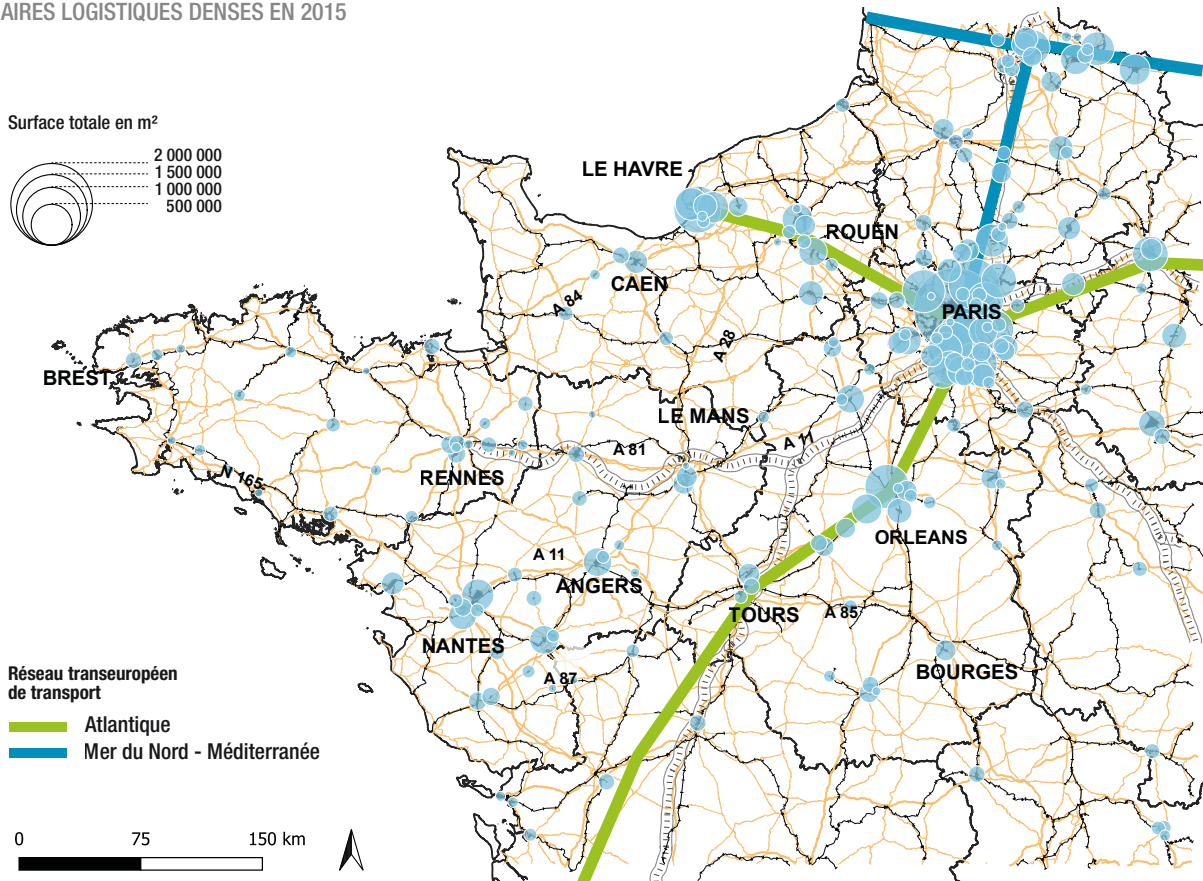 AIRES LOGISTIQUES DENSES EN 2015
Surface totale en m²
2 000 000
1 500 000
1 000 000
500 000
LE HAVRE
ROUEN
CAEN
A 84
PARIS
A 28
BREST
LE MANS
A 11
A 81
RENNES
N 165
ORLEANS
A 11
ANGERS
TOURS
A 85
NANTES
BOURGES
A 87
Réseau transeuropéen
de transport
Atlantique
Mer du Nord - Méditerranée
0 75 150 km